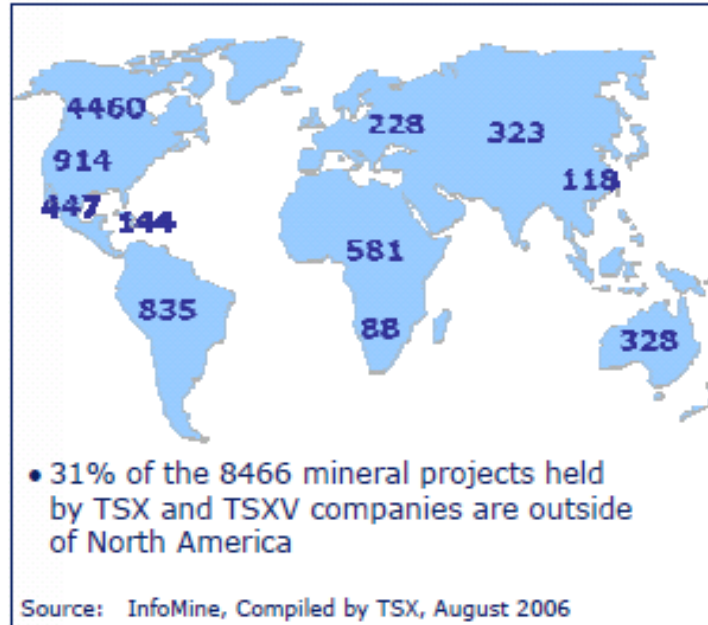 4460
228
323
914
118
447
144
581
835
88
328
• 31% of the 8466 mineral projects held
by TSX and TSXV companies are outside
of North America
Source: InfoMine, Compiled by TSX, August 2006